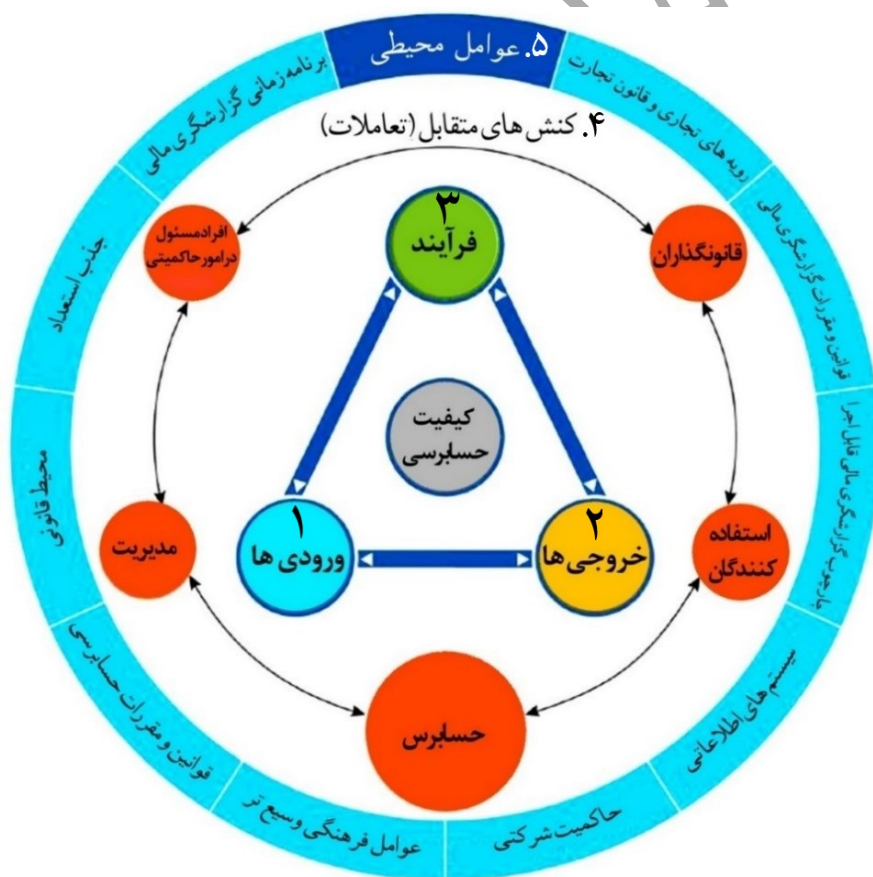 ۵. عوامل محیطی
رویه های تجاری و قانون تجارت
قوانین و مقررات گزارشگری مالی
چارچوب گزارشگری مالی قابل اجرا
سیستم های اطلاعاتی
حاکمیت شرکتی
عوامل فرهنگی وسیع تر
قوانین و مقررات حسابرسی
محیط قانونی
جذب استعداد
برنامه زمانی گزارشگری مالی
۴. کنش های متقابل (تعاملات)
افراد مسئول
در امور حاکمیتی
قانونگذاران
۳
فرآیند
کیفیت
حسابرسی
۱
ورودی ها
۲
خروجی ها
مدیریت
استفاده
کنندگان
حسابرس